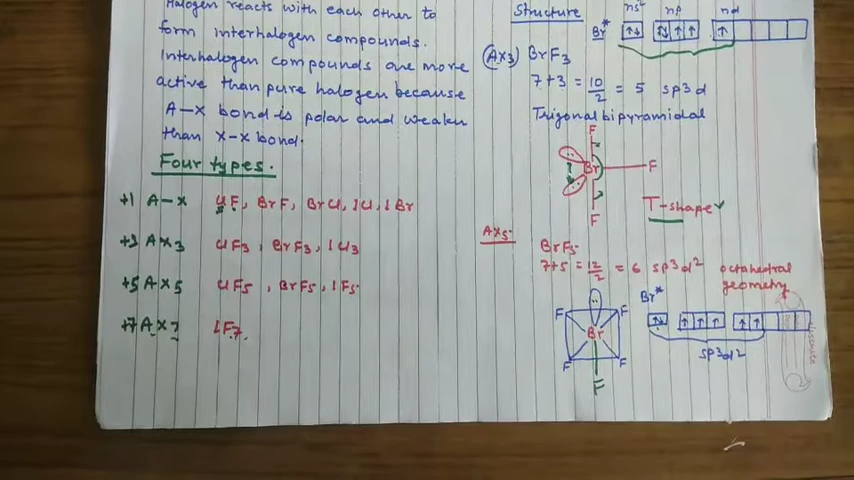 Halogen reacts with each other to
form interhalogen compounds.
Interhalogen compounds are more
active than pure halogen because
A-X bond is polar and weaker
than X-X bond.
Four types.
+1 A-X ClF, BrF, BrCl, ICl, IBr
+3 AX3 ClF3, BrF3, ICl3
+5 AX5 ClF5, BrF5, IF5
+7 AX7 IF7
Structure
ns² np nd
Br*
(AX3) BrF3
7+3 = 10/2 = 5 sp3d
Trigonal bipyramidal
F
Br F
F
T-shape
AX5
BrF5
7+5 = 12/2 = 6 sp3d2 octahedral
geometry
Br*
F F
Br
F F
F
sp3d2